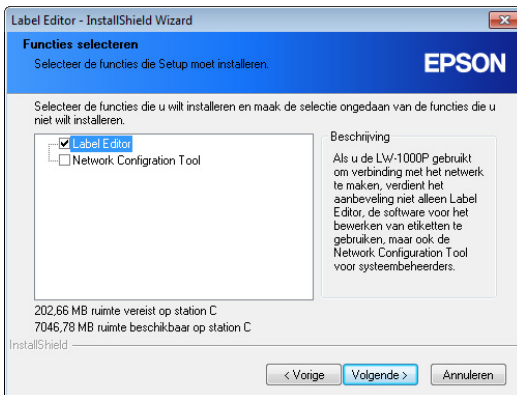 Label Editor - InstallShield Wizard
Functies selecteren
Selecteer de functies die Setup moet installeren.
EPSON
Selecteer de functies die u wilt installeren en maak de selectie ongedaan van de functies die u
niet wilt installeren.
Label Editor
Network Configration Tool
Beschrijving
Als u de LW-1000P gebruikt
om verbinding met het netwerk
te maken, verdient het
aanbeveling niet alleen Label
Editor, de software voor het
bewerken van etiketten te
gebruiken, maar ook de
Network Configuration Tool
voor systeembeheerders.
202,66 MB ruimte vereist op station C
7046,78 MB ruimte beschikbaar op station C
InstallShield
< Vorige
Volgende >
Annuleren